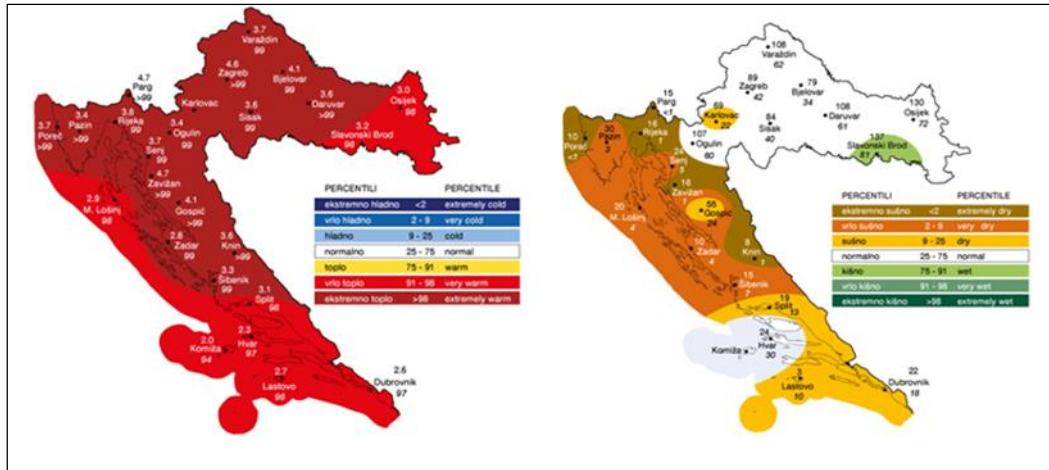 3.7
Varaždin
99
4.6
Zagreb
>99
4.1
Bjelovar
99
4.7
Parg
>99
Karlovac
3.6
Daruvar
>99
3.0
Osijek
98
3.6
Sisak
99
3.2
Slavonski Brod
98
3.7
Poreč
>99
3.4
Pazin
>99
3.8
Rijeka
99
3.4
Ogulin
99
3.7
Senj
99
4.7
Zavižan
>99
4.1
Gospić
>99
2.9
M. Lošinj
98
2.8
Zadar
99
3.6
Knin
>99
3.3
Šibenik
99
3.1
Split
98
2.3
Hvar
97
2.0
Komiža
94
2.7
Lastovo
98
2.6
Dubrovnik
97
PERCENTILI PERCENTILE
ekstremno hladno <2 extremely cold
vrlo hladno 2 - 9 very cold
hladno 9 - 25 cold
normalno 25 - 75 normal
toplo 75 - 91 warm
vrlo toplo 91 - 98 very warm
ekstremno toplo >98 extremely warm
108
Varaždin
62
89
Zagreb
42
79
Bjelovar
34
15
Parg
<1
69
Karlovac
22
108
Daruvar
61
130
Osijek
72
84
Sisak
40
137
Slavonski Brod
81
10
Poreč
<1
30
Pazin
3
16
Rijeka
1
107
Ogulin
60
24
Senj
5
16
Zavižan
1
55
Gospić
24
20
M. Lošinj
4
10
Zadar
4
8
Knin
1
15
Šibenik
7
19
Split
13
24
Hvar
30
Komiža
3
Lastovo
10
22
Dubrovnik
18
PERCENTILI PERCENTILE
ekstremno sušno <2 extremely dry
vrlo sušno 2 - 9 very dry
sušno 9 - 25 dry
normalno 25 - 75 normal
kišno 75 - 91 wet
vrlo kišno 91 - 98 very wet
ekstremno kišno >98 extremely wet